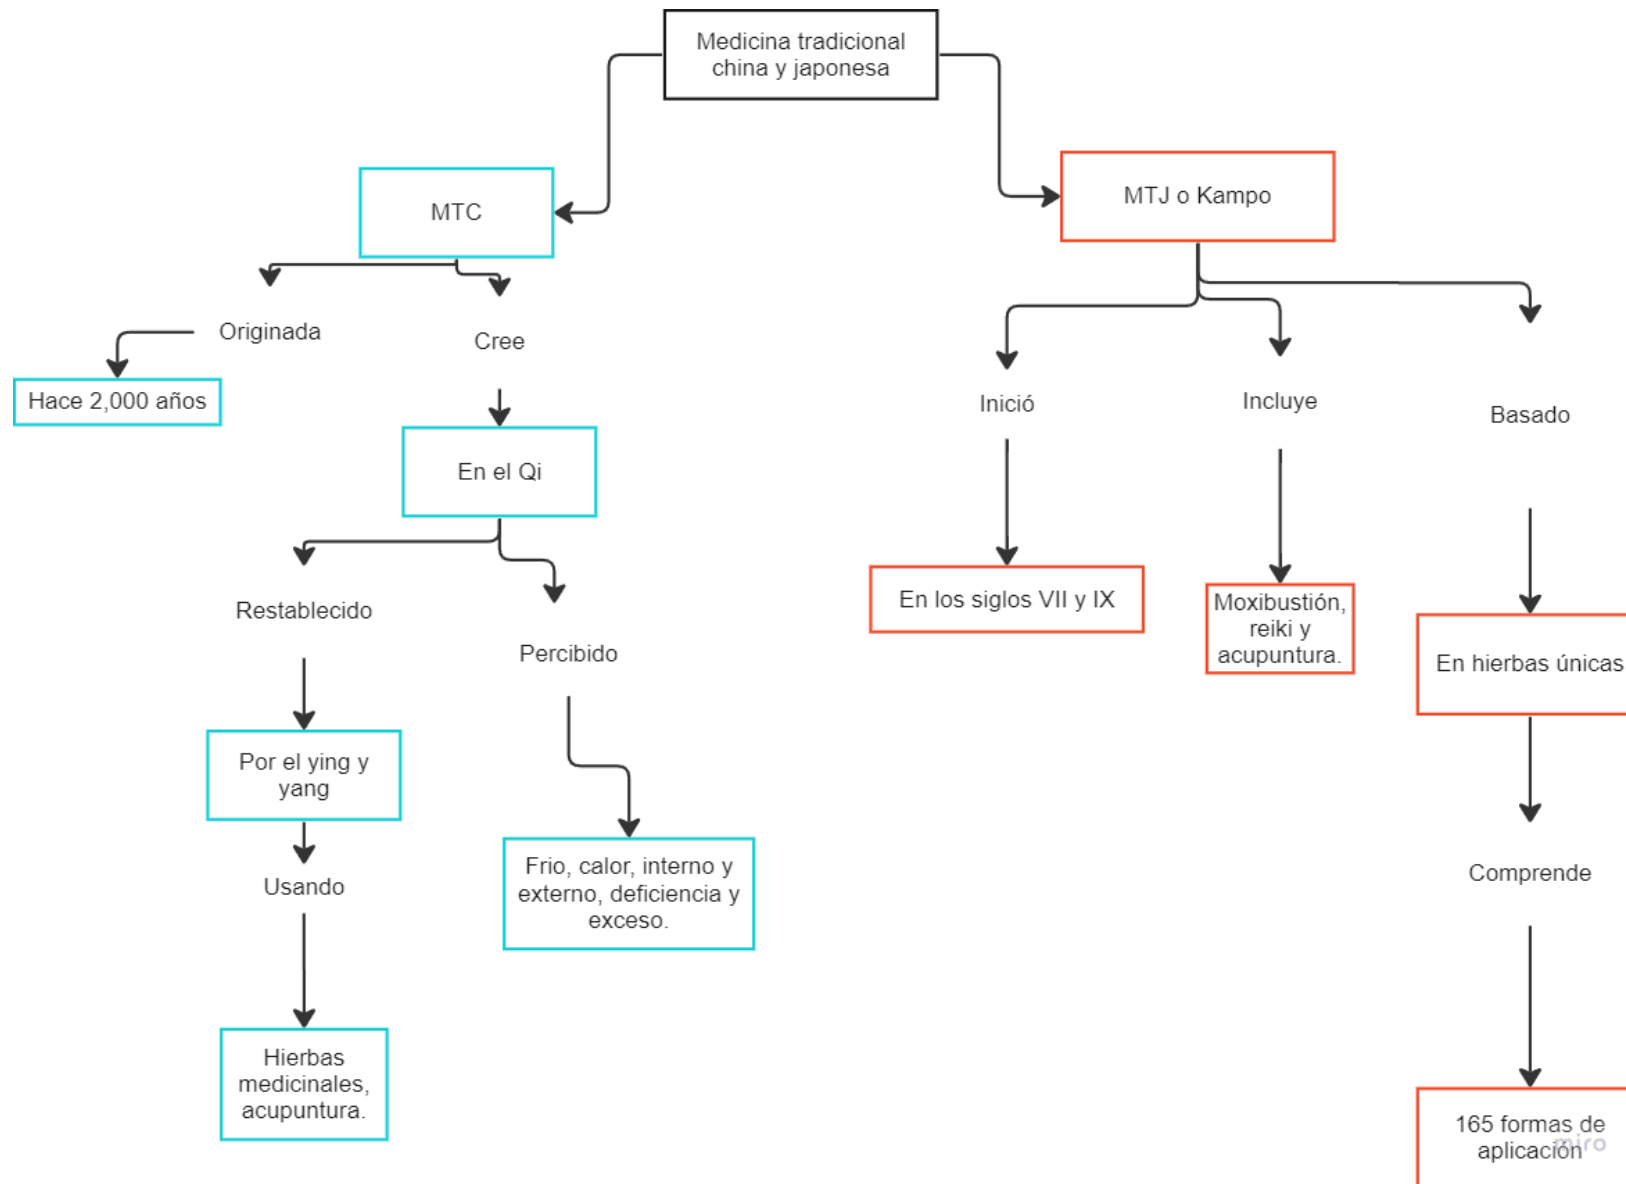 Medicina tradicional
china y japonesa
MTC
MTJ o Kampo
Originada
Cree
Hace 2,000 años
En el Qi
Restablecido
Percibido
Por el ying y
yang
Usando
Frio, calor, interno y
externo, deficiencia y
exceso.
Hierbas
medicinales,
acupuntura.
Inició
Incluye
Basado
En los siglos VII y IX
Moxibustión,
reiki y
acupuntura.
En hierbas únicas
Comprende
165 formas de
aplicación
miro